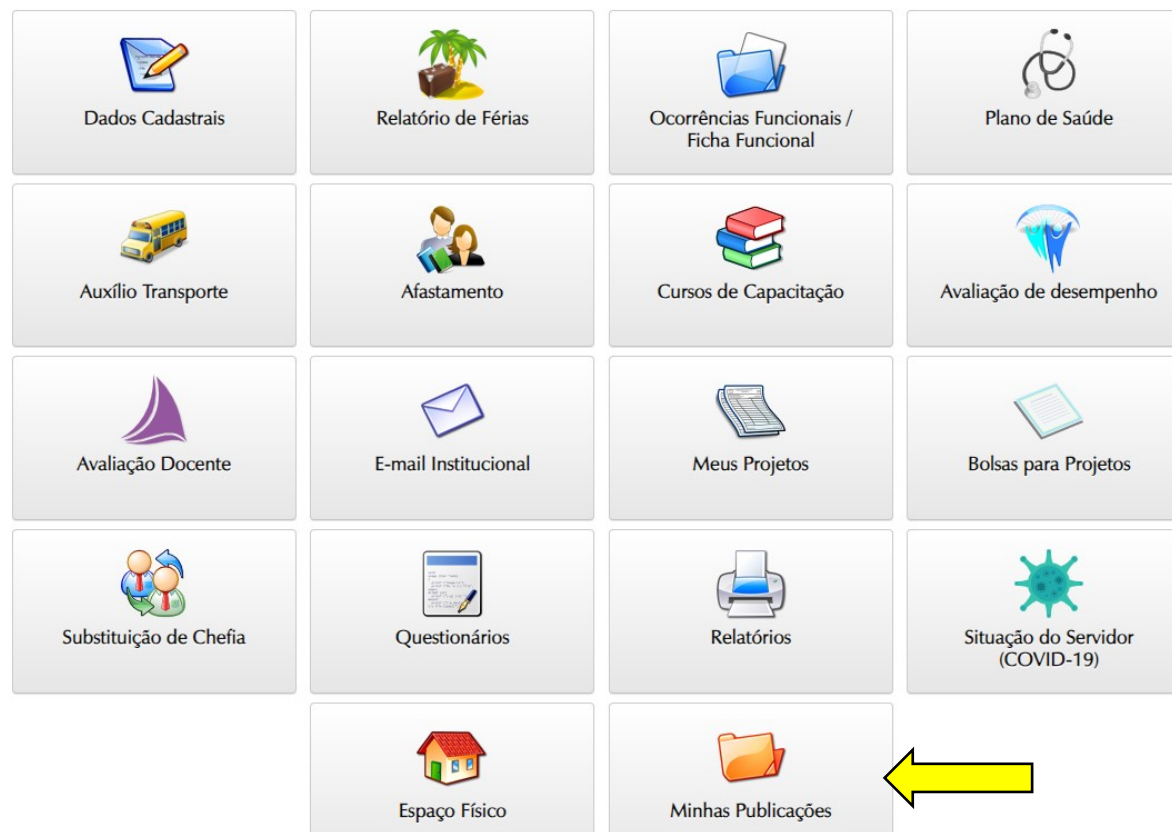 Dados Cadastrais
Relatório de Férias
Ocorrências Funcionais /
Ficha Funcional
Plano de Saúde
Auxílio Transporte
Afastamento
Cursos de Capacitação
Avaliação de desempenho
Avaliação Docente
E-mail Institucional
Meus Projetos
Bolsas para Projetos
Substituição de Chefia
Questionários
Relatórios
Situação do Servidor
(COVID-19)
Espaço Físico
Minhas Publicações